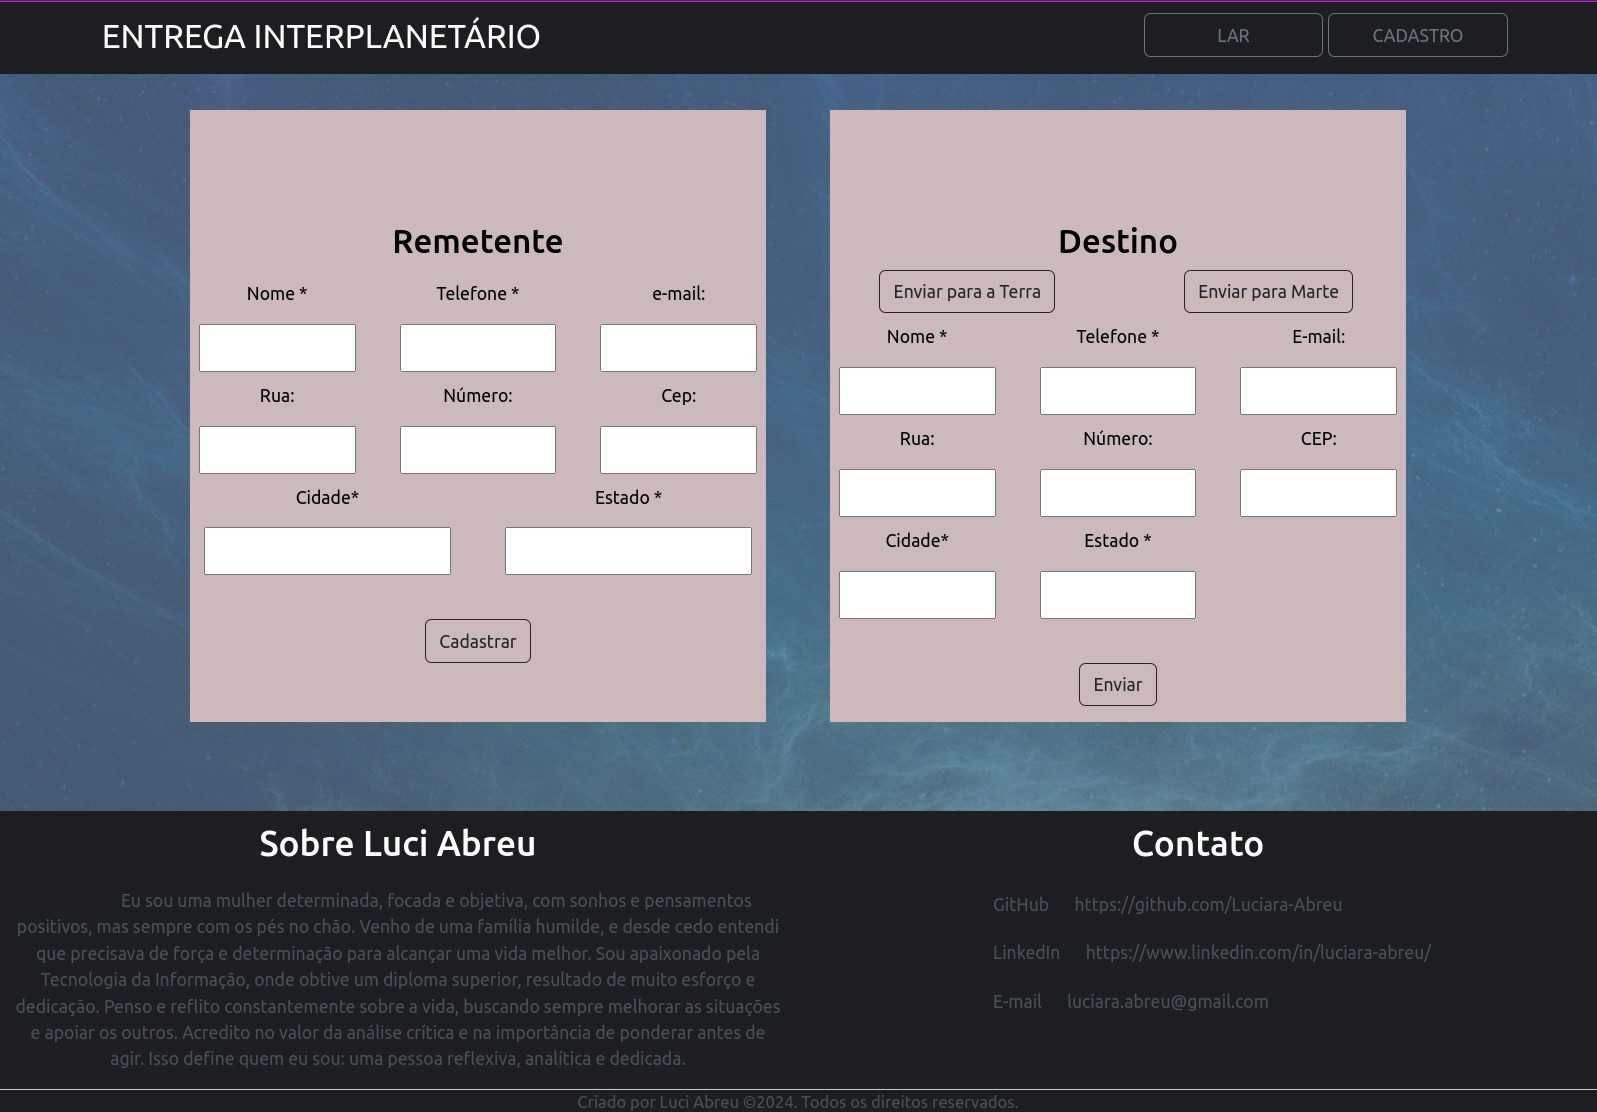 ENTREGA INTERPLANETÁRIO
LAR
CADASTRO
Remetente
Nome *
Telefone *
e-mail:
Rua:
Número:
Cep:
Cidade*
Estado *
Cadastrar
Destino
Enviar para a Terra
Enviar para Marte
Nome *
Telefone *
E-mail:
Rua:
Número:
CEP:
Cidade*
Estado *
Enviar
Sobre Luci Abreu
Eu sou uma mulher determinada, focada e objetiva, com sonhos e pensamentos
positivos, mas sempre com os pés no chão. Venho de uma família humilde, e desde cedo entendi
que precisava de força e determinação para alcançar uma vida melhor. Sou apaixonado pela
Tecnologia da Informação, onde obtive um diploma superior, resultado de muito esforço e
dedicação. Penso e reflito constantemente sobre a vida, buscando sempre melhorar as situações
e apoiar os outros. Acredito no valor da análise crítica e na importância de ponderar antes de
agir. Isso define quem eu sou: uma pessoa reflexiva, analítica e dedicada.
Contato
GitHub https://github.com/Luciara-Abreu
LinkedIn https://www.linkedin.com/in/luciara-abreu/
E-mail luciara.abreu@gmail.com
Criado por Luci Abreu ©2024. Todos os direitos reservados.